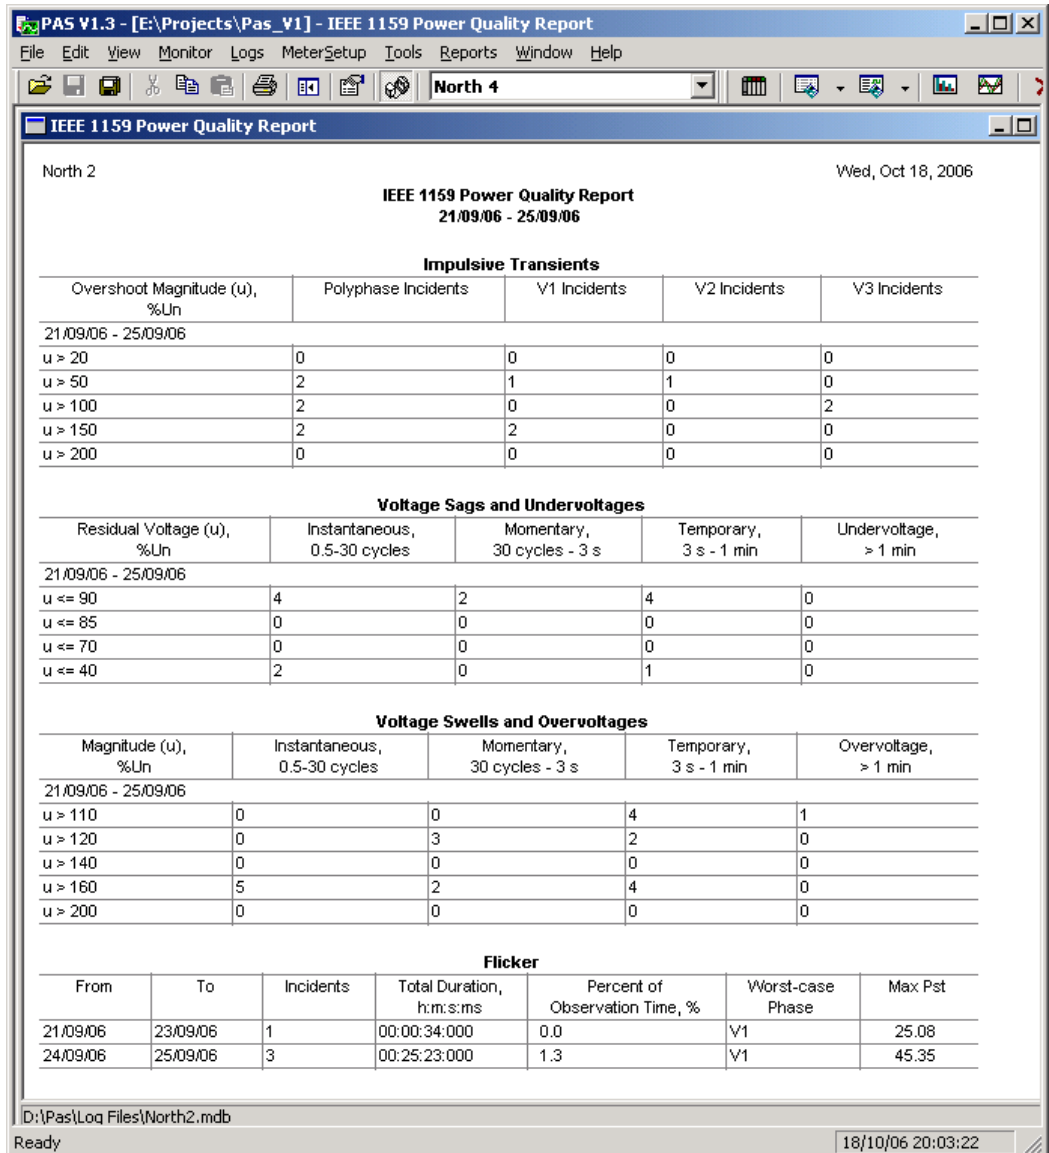 PAS V1.3 - [E:\Projects\Pas_V1] - IEEE 1159 Power Quality Report
File Edit View Monitor Logs MeterSetup Tools Reports Window Help
North 4
IEEE 1159 Power Quality Report
North 2 Wed, Oct 18, 2006
IEEE 1159 Power Quality Report
21/09/06 - 25/09/06
Impulsive Transients
Overshoot Magnitude (u), Polyphase Incidents V1 Incidents V2 Incidents V3 Incidents
%Un
21/09/06 - 25/09/06
u > 20 0 0 0 0
u > 50 2 1 1 0
u > 100 2 0 0 2
u > 150 2 2 0 0
u > 200 0 0 0 0
Voltage Sags and Undervoltages
Residual Voltage (u), Instantaneous, Momentary, Temporary, Undervoltage,
%Un 0.5-30 cycles 30 cycles - 3 s 3 s - 1 min > 1 min
21/09/06 - 25/09/06
u <= 90 4 2 4 0
u <= 85 0 0 0 0
u <= 70 0 0 0 0
u <= 40 2 0 1 0
Voltage Swells and Overvoltages
Magnitude (u), Instantaneous, Momentary, Temporary, Overvoltage,
%Un 0.5-30 cycles 30 cycles - 3 s 3 s - 1 min > 1 min
21/09/06 - 25/09/06
u > 110 0 0 4 1
u > 120 0 3 2 0
u > 140 0 0 0 0
u > 160 5 2 4 0
u > 200 0 0 0 0
Flicker
From To Incidents Total Duration, Percent of Worst-case Max Pst
h:m:s:ms Observation Time, % Phase
21/09/06 23/09/06 1 00:00:34:000 0.0 V1 25.08
24/09/06 25/09/06 3 00:25:23:000 1.3 V1 45.35
D:\Pas\Log Files\North2.mdb
Ready 18/10/06 20:03:22